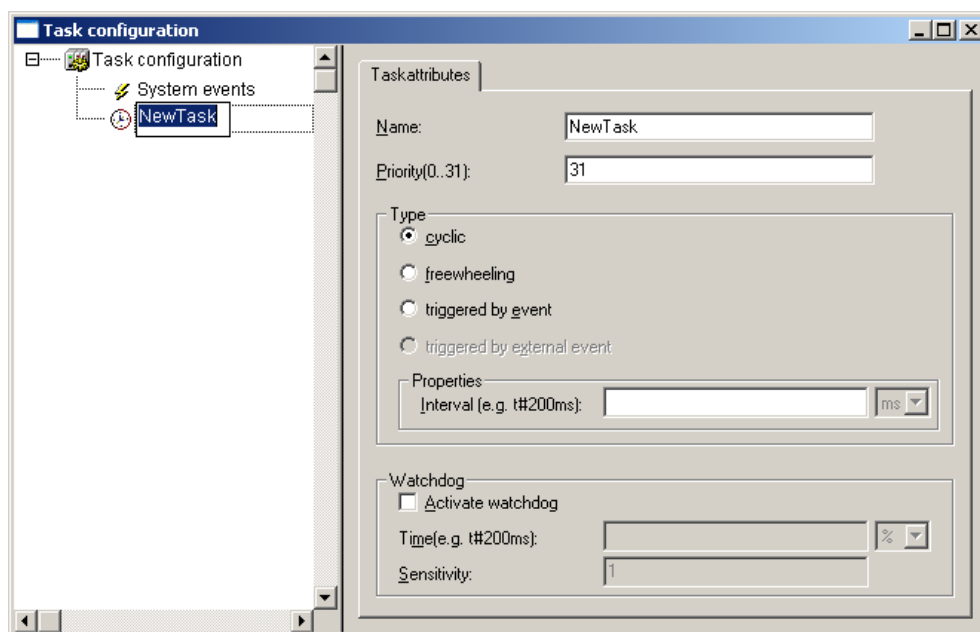 Task configuration
Task configuration
System events
NewTask
Taskattributes
Name: NewTask
Priority(0..31): 31
Type
cyclic
freewheeling
triggered by event
triggered by external event
Properties
Interval (e.g. t#200ms): ms
Watchdog
Activate watchdog
Time(e.g. t#200ms): %
Sensitivity: 1